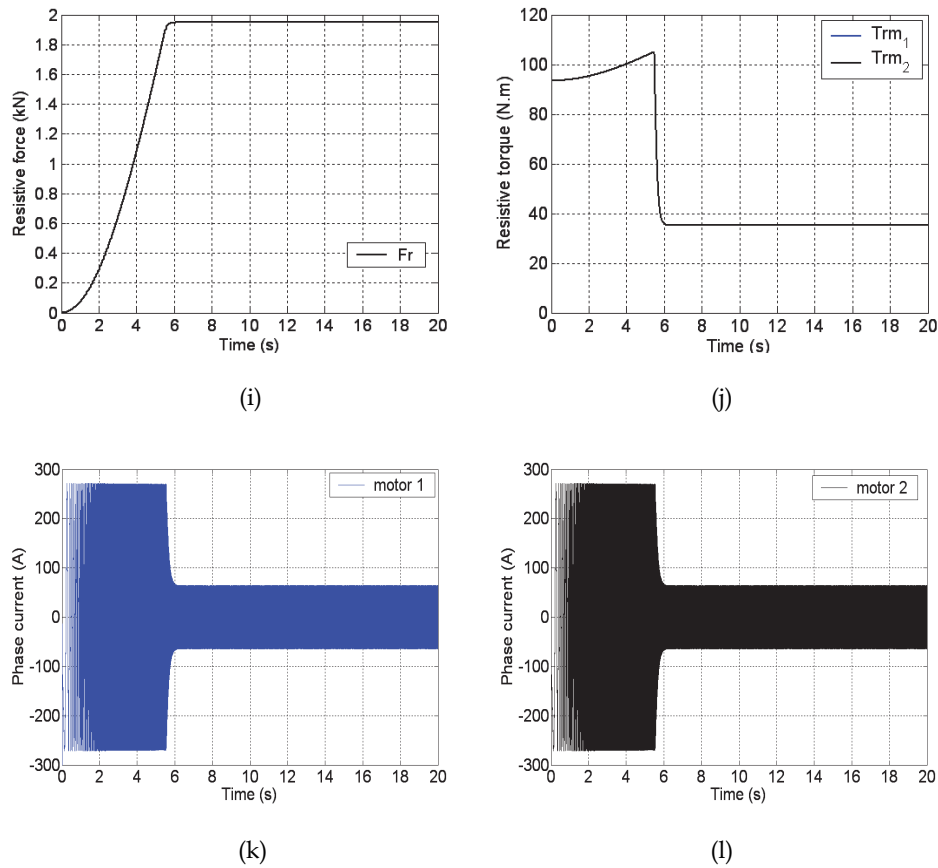 2
1.8
1.6
1.4
1.2
1
0.8
0.6
0.4
0.2
0
Resistive force (kN)
Fr
0 2 4 6 8 10 12 14 16 18 20
Time (s)
(i)
120
100
80
60
40
20
0
Resistive torque (N.m)
Trm1
Trm2
0 2 4 6 8 10 12 14 16 18 20
Time (s)
(j)
300
200
100
0
-100
-200
-300
Phase current (A)
motor 1
0 2 4 6 8 10 12 14 16 18 20
Time (s)
(k)
300
200
100
0
-100
-200
-300
Phase current (A)
motor 2
0 2 4 6 8 10 12 14 16 18 20
Time (s)
(l)